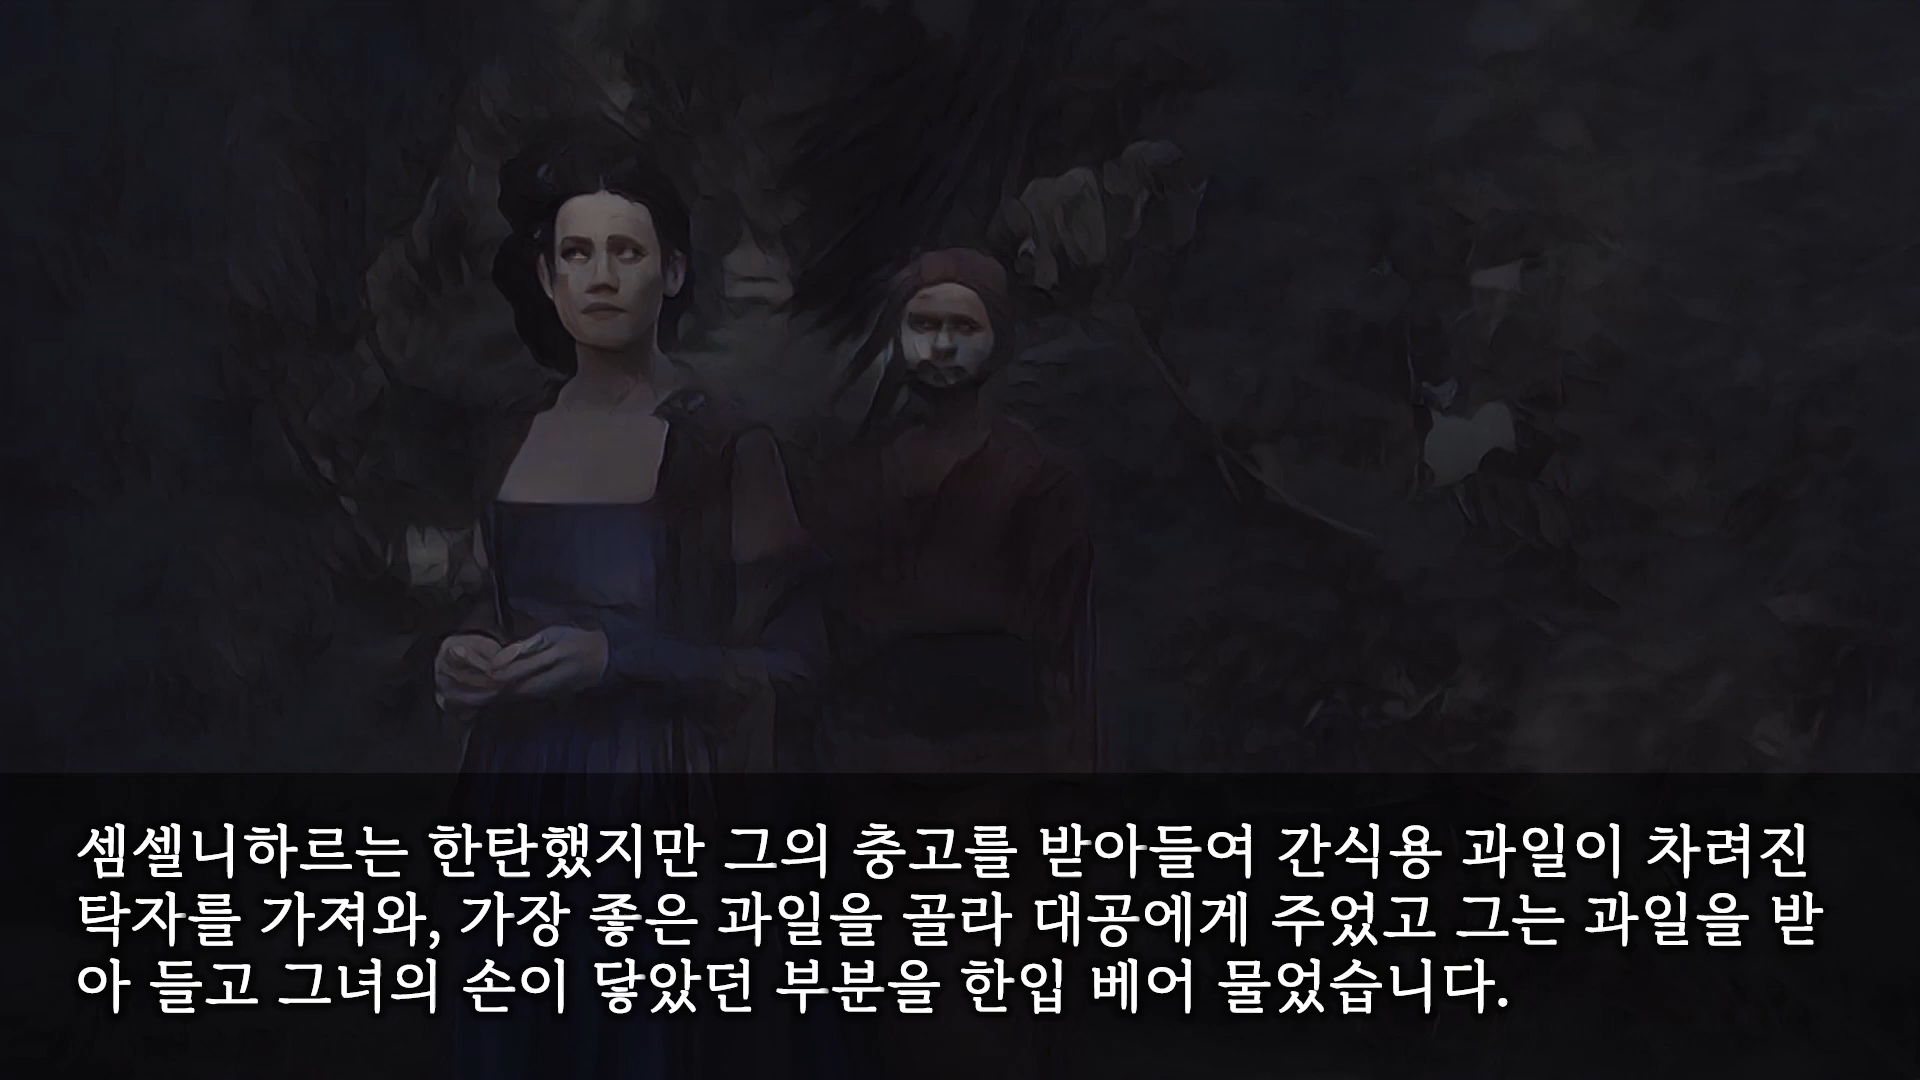 셈셀니하르는 한탄했지만 그의 충고를 받아들여 간식용 과일이 차려진
탁자를 가져와, 가장 좋은 과일을 골라 대공에게 주었고 그는 과일을 받
아 들고 그녀의 손이 닿았던 부분을 한입 베어 물었습니다.